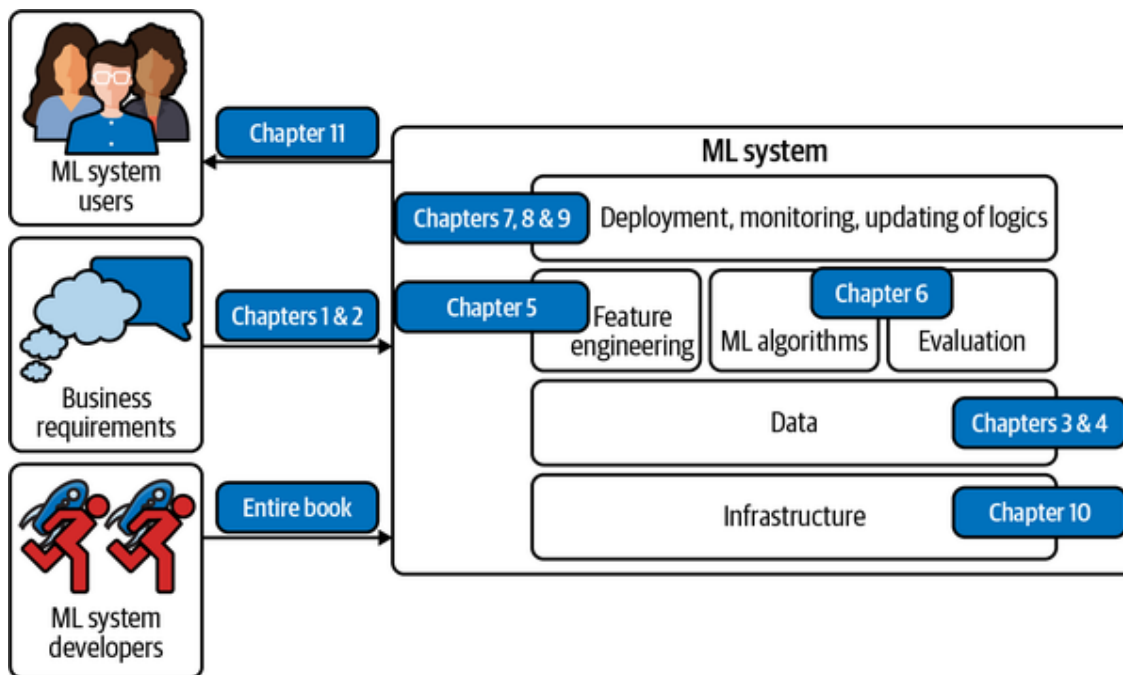 ML system
users
Chapter 11
Business
requirements
Chapters 1 & 2
ML system
developers
Entire book
ML system
Chapters 7, 8 & 9
Deployment, monitoring, updating of logics
Chapter 5
Feature
engineering
Chapter 6
ML algorithms
Evaluation
Data
Chapters 3 & 4
Infrastructure
Chapter 10